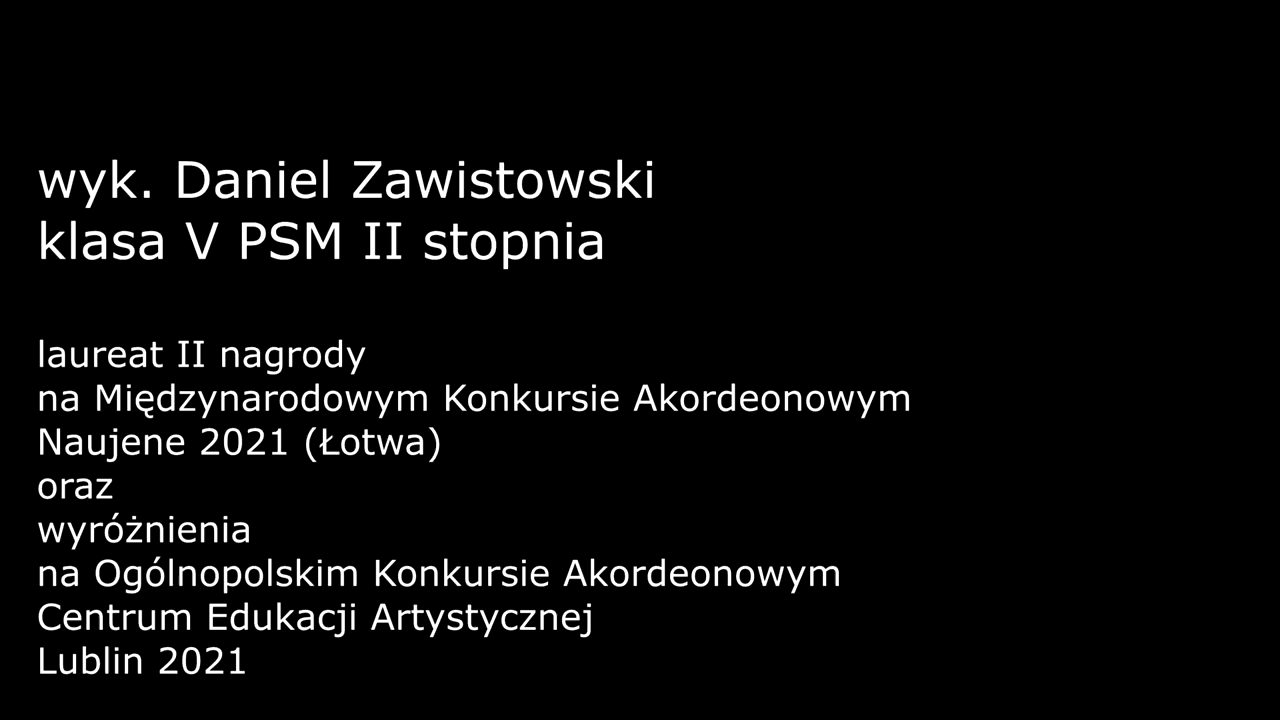 wyk. Daniel Zawistowski
klasa V PSM II stopnia
laureat II nagrody
na Międzynarodowym Konkursie Akordeonowym
Naujene 2021 (Łotwa)
oraz
wyróżnienia
na Ogólnopolskim Konkursie Akordeonowym
Centrum Edukacji Artystycznej
Lublin 2021